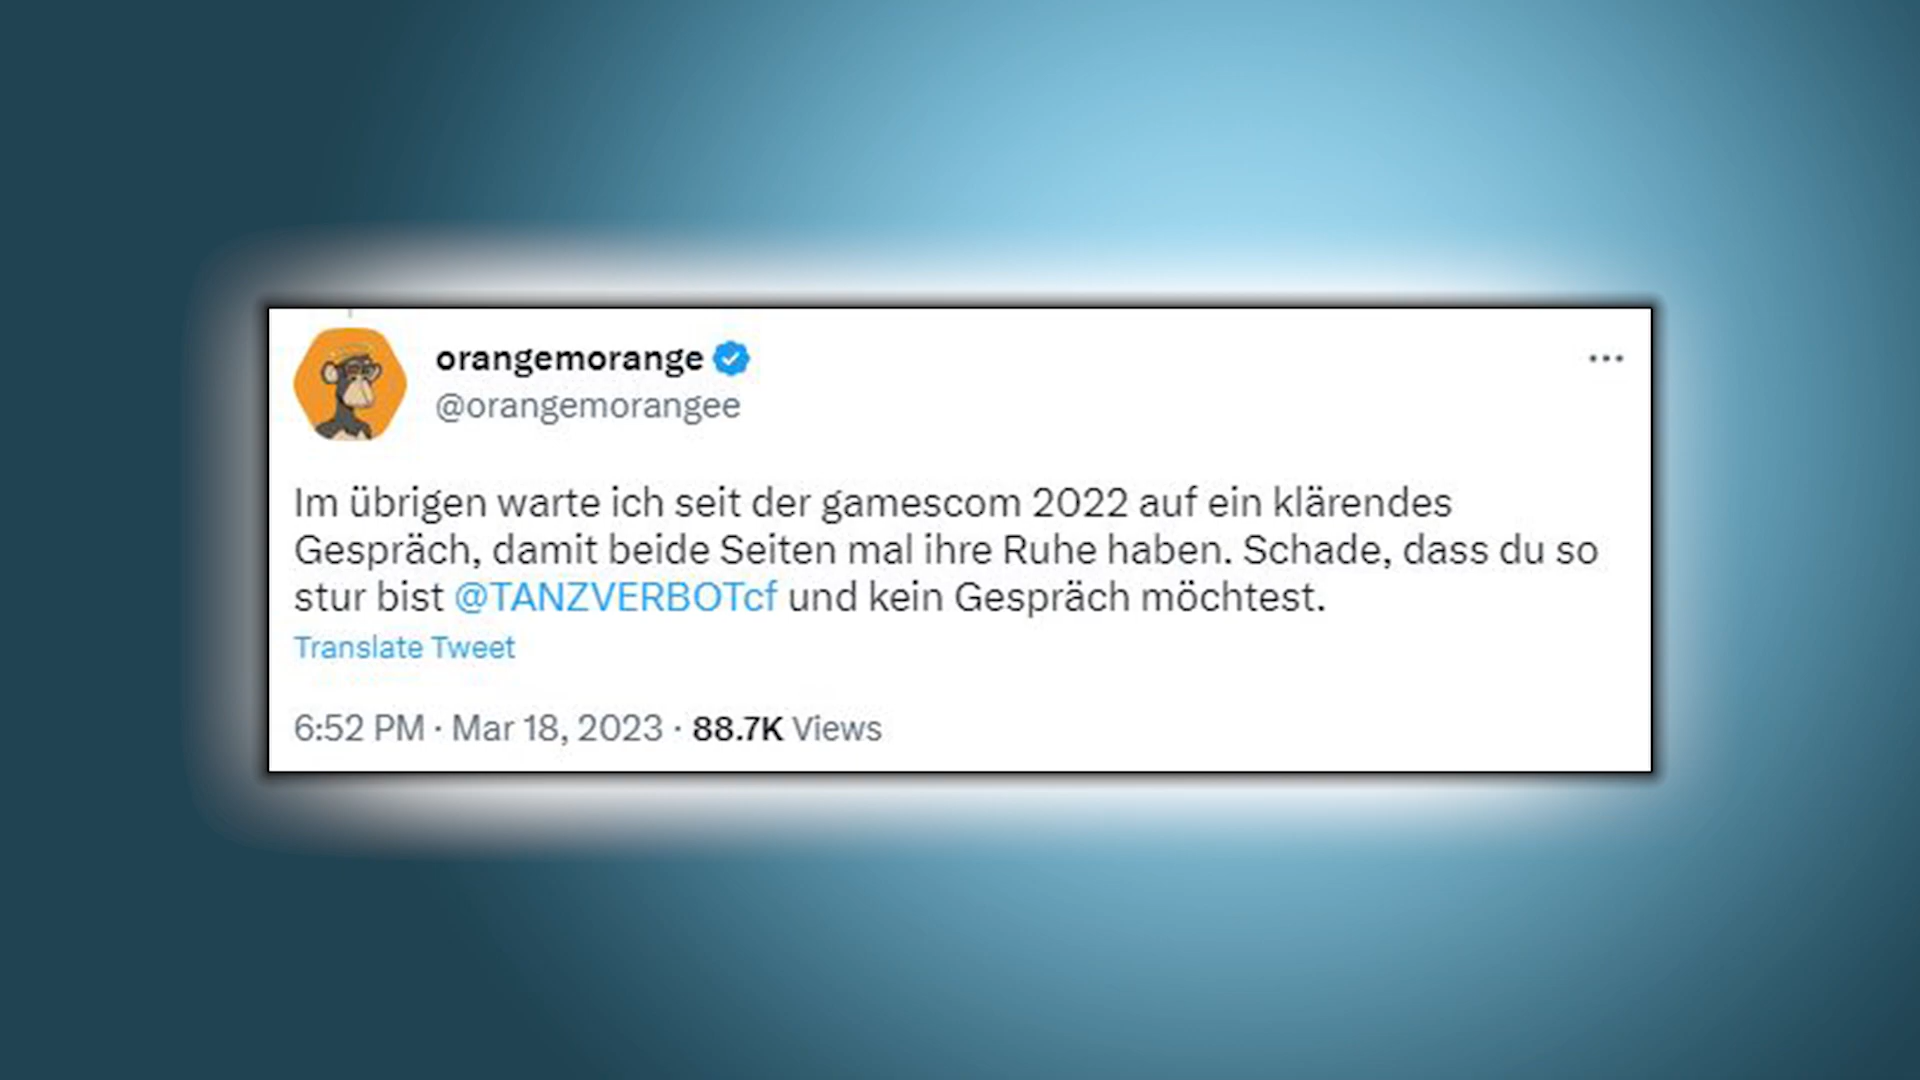 orangemorange
@orangemorangee
Im übrigen warte ich seit der gamescom 2022 auf ein klärendes
Gespräch, damit beide Seiten mal ihre Ruhe haben. Schade, dass du so
stur bist @TANZVERBOTcf und kein Gespräch möchtest.
Translate Tweet
6:52 PM · Mar 18, 2023 · 88.7K Views